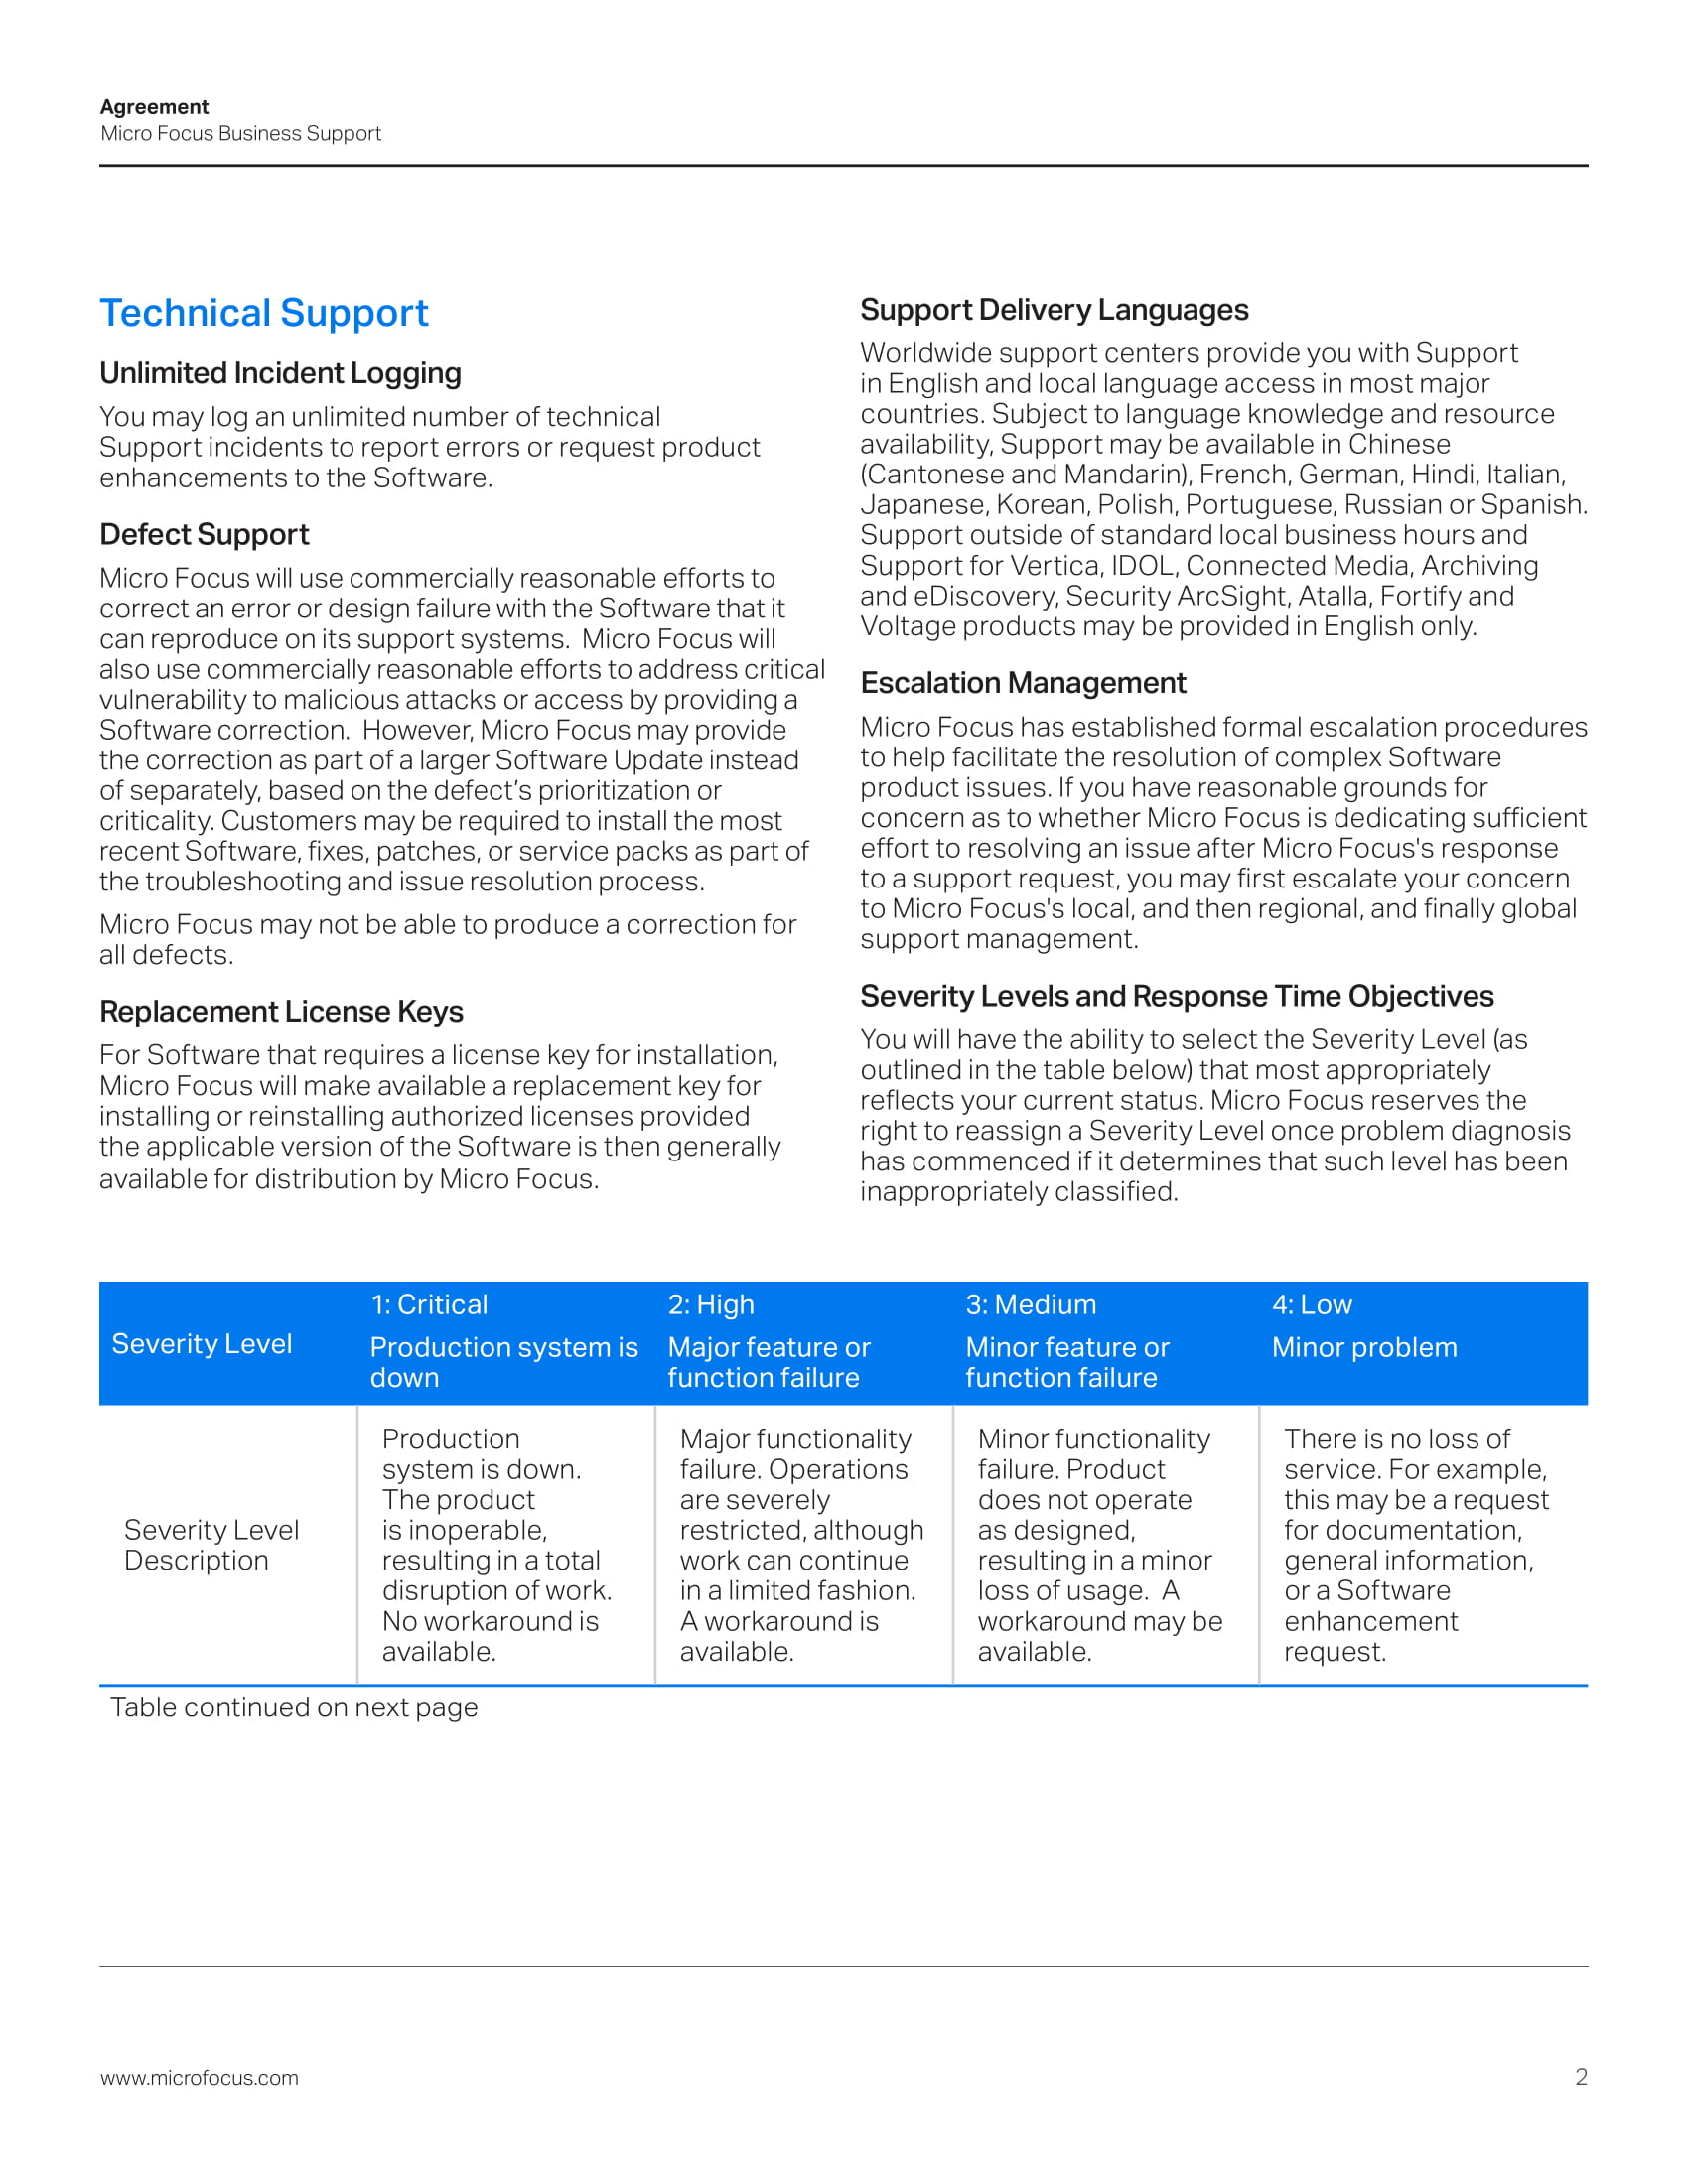 Agreement
Micro Focus Business Support
Technical Support
Unlimited Incident Logging
You may log an unlimited number of technical
Support incidents to report errors or request product
enhancements to the Software.
Defect Support
Micro Focus will use commercially reasonable efforts to
correct an error or design failure with the Software that it
can reproduce on its support systems.  Micro Focus will
also use commercially reasonable efforts to address critical
vulnerability to malicious attacks or access by providing a
Software correction.  However, Micro Focus may provide
the correction as part of a larger Software Update instead
of separately, based on the defect’s prioritization or
criticality. Customers may be required to install the most
recent Software, fixes, patches, or service packs as part of
the troubleshooting and issue resolution process.
Micro Focus may not be able to produce a correction for
all defects.
Replacement License Keys
For Software that requires a license key for installation,
Micro Focus will make available a replacement key for
installing or reinstalling authorized licenses provided
the applicable version of the Software is then generally
available for distribution by Micro Focus.
Support Delivery Languages
Worldwide support centers provide you with Support
in English and local language access in most major
countries. Subject to language knowledge and resource
availability, Support may be available in Chinese
(Cantonese and Mandarin), French, German, Hindi, Italian,
Japanese, Korean, Polish, Portuguese, Russian or Spanish.
Support outside of standard local business hours and
Support for Vertica, IDOL, Connected Media, Archiving
and eDiscovery, Security ArcSight, Atalla, Fortify and
Voltage products may be provided in English only.
Escalation Management
Micro Focus has established formal escalation procedures
to help facilitate the resolution of complex Software
product issues. If you have reasonable grounds for
concern as to whether Micro Focus is dedicating sufficient
effort to resolving an issue after Micro Focus's response
to a support request, you may first escalate your concern
to Micro Focus's local, and then regional, and finally global
support management.
Severity Levels and Response Time Objectives
You will have the ability to select the Severity Level (as
outlined in the table below) that most appropriately
reflects your current status. Micro Focus reserves the
right to reassign a Severity Level once problem diagnosis
has commenced if it determines that such level has been
inappropriately classified.
Severity Level
1: Critical
Production system is
down
2: High
Major feature or
function failure
3: Medium
Minor feature or
function failure
4: Low
Minor problem
Severity Level
Description
Production
system is down.
The product
is inoperable,
resulting in a total
disruption of work.
No workaround is
available.
Major functionality
failure. Operations
are severely
restricted, although
work can continue
in a limited fashion.
A workaround is
available.
Minor functionality
failure. Product
does not operate
as designed,
resulting in a minor
loss of usage.  A
workaround may be
available.
There is no loss of
service. For example,
this may be a request
for documentation,
general information,
or a Software
enhancement
request.
Table continued on next page
www.microfocus.com
2